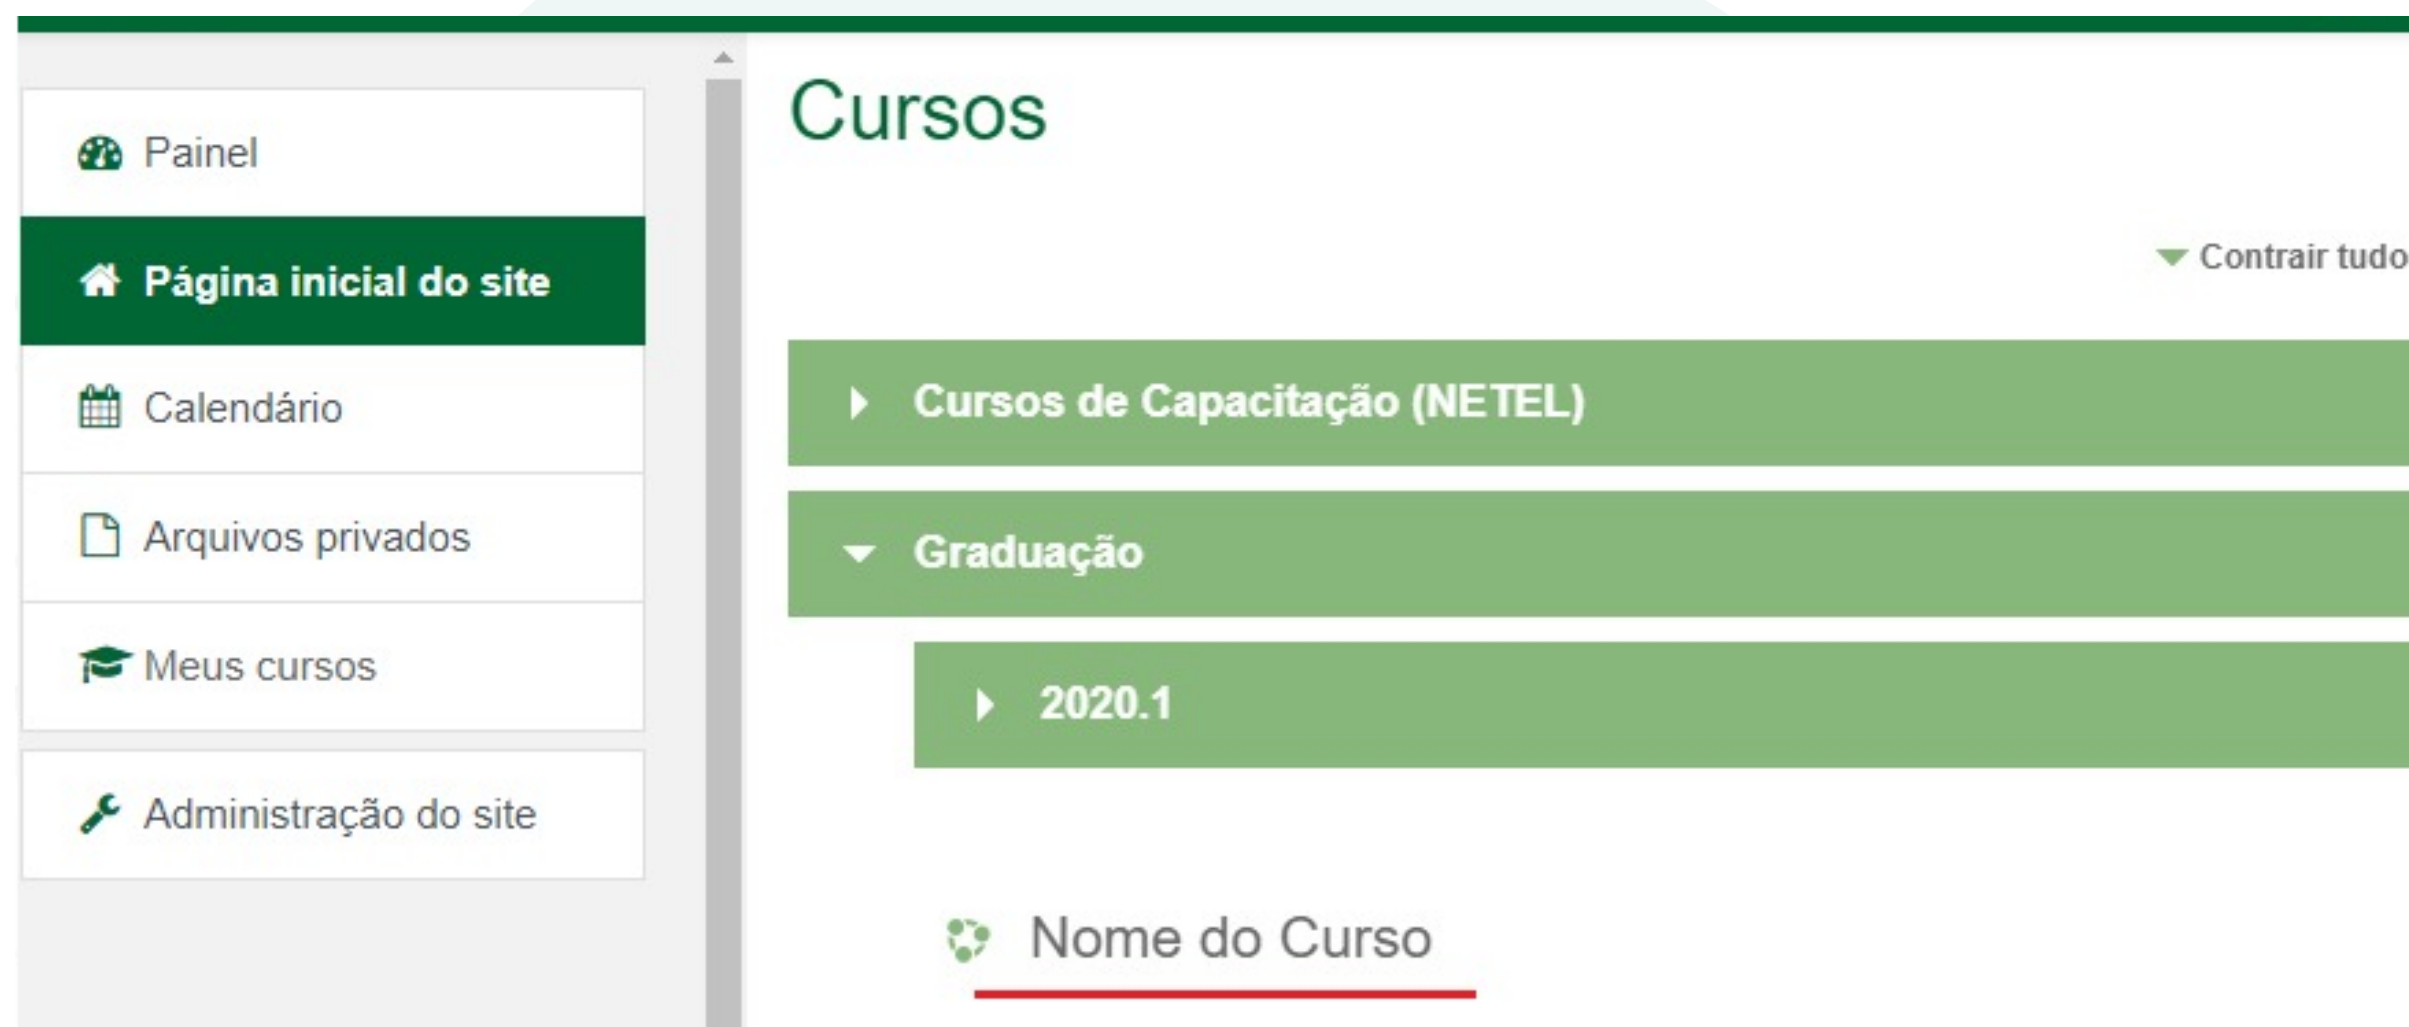 Painel
Página inicial do site
Calendário
Arquivos privados
Meus cursos
Administração do site
Cursos
Contrair tudo
Cursos de Capacitação (NETEL)
Graduação
2020.1
Nome do Curso